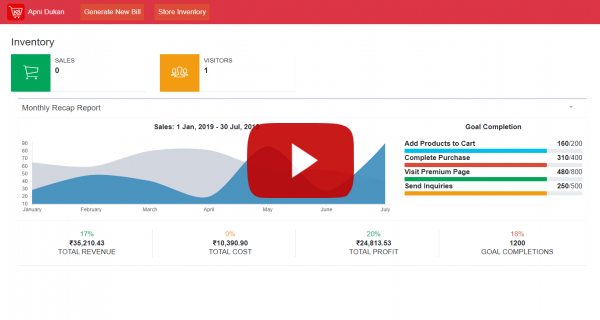 Apni Dukan
Generate New Bill
Store Inventory
Inventory
SALES
0
VISITORS
1
Monthly Recap Report
Sales: 1 Jan, 2019 - 30 Jul,
Goal Completion
Add Products to Cart 160/200
Complete Purchase 310/400
Visit Premium Page 480/800
Send Inquiries 250/500
90
80
70
60
50
40
30
20
10
January February March April May June July
17%
₹35,210.43
TOTAL REVENUE
0%
₹10,390.90
TOTAL COST
20%
₹24,813.53
TOTAL PROFIT
18%
1200
GOAL COMPLETIONS